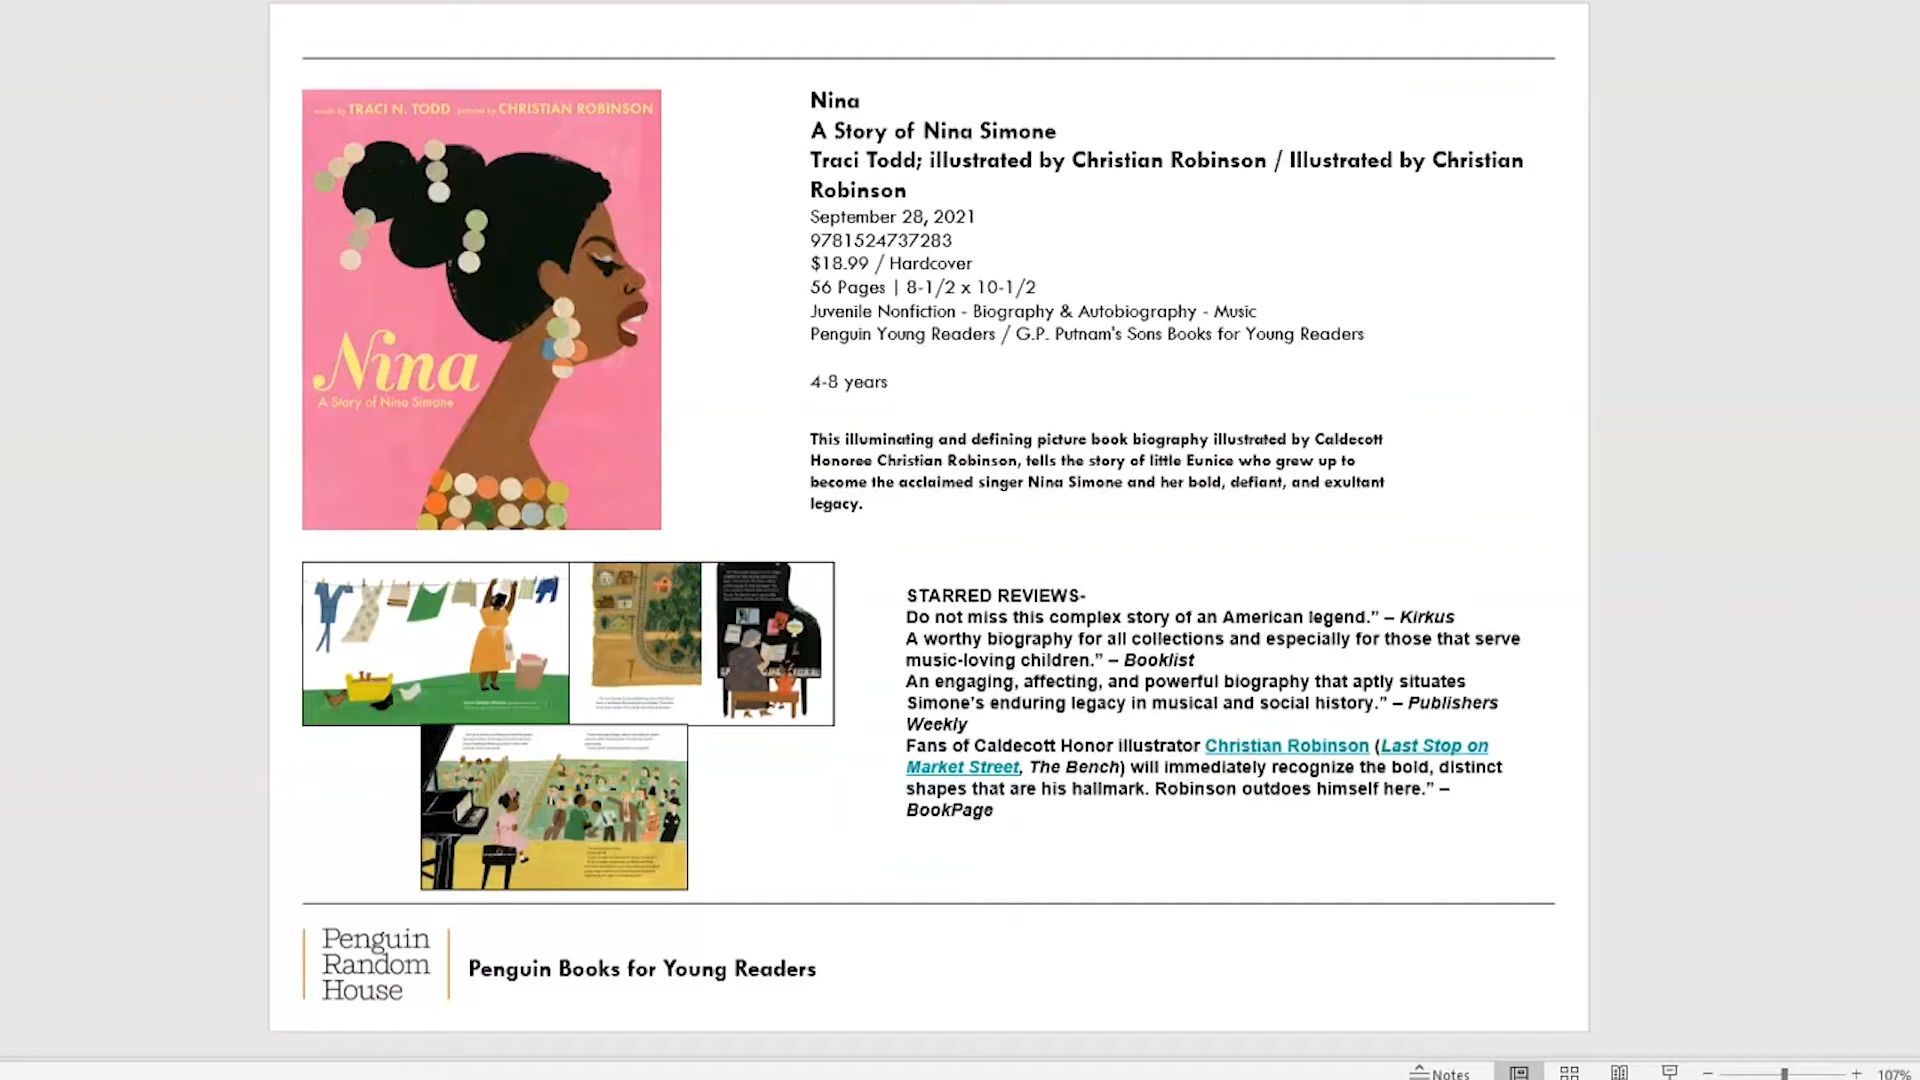 words by TRACI N. TODD pictures by CHRISTIAN ROBINSON
Nina
A Story of Nina Simone
Nina
A Story of Nina Simone
Traci Todd; illustrated by Christian Robinson / Illustrated by Christian
Robinson
September 28, 2021
9781524737283
$18.99 / Hardcover
56 Pages | 8-1/2 x 10-1/2
Juvenile Nonfiction - Biography & Autobiography - Music
Penguin Young Readers / G.P. Putnam's Sons Books for Young Readers
4-8 years
This illuminating and defining picture book biography illustrated by Caldecott
Honoree Christian Robinson, tells the story of little Eunice who grew up to
become the acclaimed singer Nina Simone and her bold, defiant, and exultant
legacy.
STARRED REVIEWS-
Do not miss this complex story of an American legend.” – Kirkus
A worthy biography for all collections and especially for those that serve
music-loving children.” – Booklist
An engaging, affecting, and powerful biography that aptly situates
Simone’s enduring legacy in musical and social history.” – Publishers
Weekly
Fans of Caldecott Honor illustrator Christian Robinson (Last Stop on
Market Street, The Bench) will immediately recognize the bold, distinct
shapes that are his hallmark. Robinson outdoes himself here.” –
BookPage
Penguin
Random
House
Penguin Books for Young Readers
Notes
107%